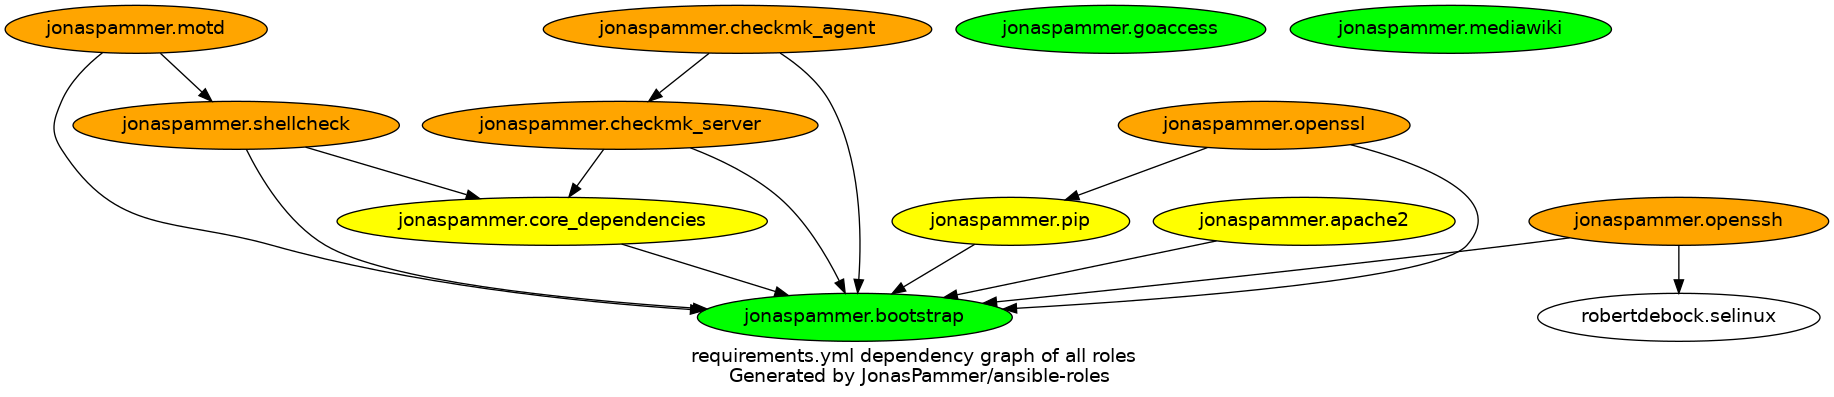 jonaspammer.motd
jonaspammer.checkmk_agent
jonaspammer.goaccess
jonaspammer.mediawiki
jonaspammer.shellcheck
jonaspammer.checkmk_server
jonaspammer.openssl
jonaspammer.core_dependencies
jonaspammer.pip
jonaspammer.apache2
jonaspammer.openssh
jonaspammer.bootstrap
robertdebock.selinux
requirements.yml dependency graph of all roles
Generated by JonasPammer/ansible-roles